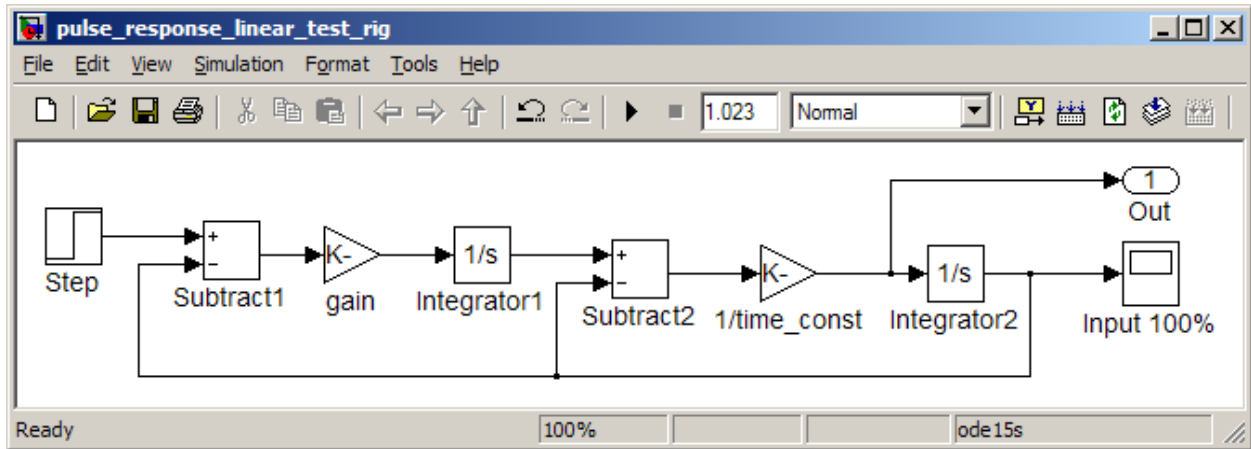 pulse_response_linear_test_rig
File Edit View Simulation Format Tools Help
1.023 Normal
1
Out
Step
+
−
Subtract1
K-
gain
1/s
Integrator1
+
−
Subtract2
K-
1/time_const
1/s
Integrator2
Input 100%
Ready 100% ode15s